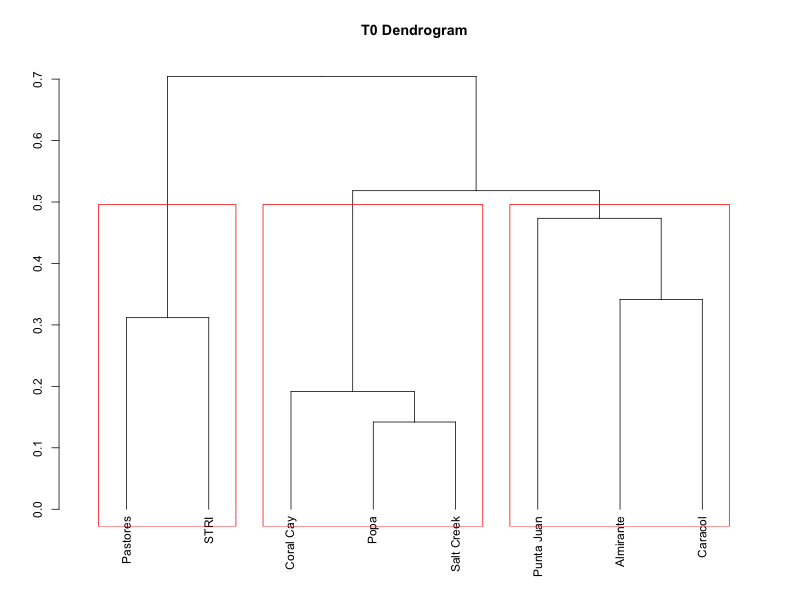 T0 Dendrogram
0.7
0.6
0.5
0.4
0.3
0.2
0.1
0.0
Pastores
STRI
Coral Cay
Popa
Salt Creek
Punta Juan
Almirante
Caracol